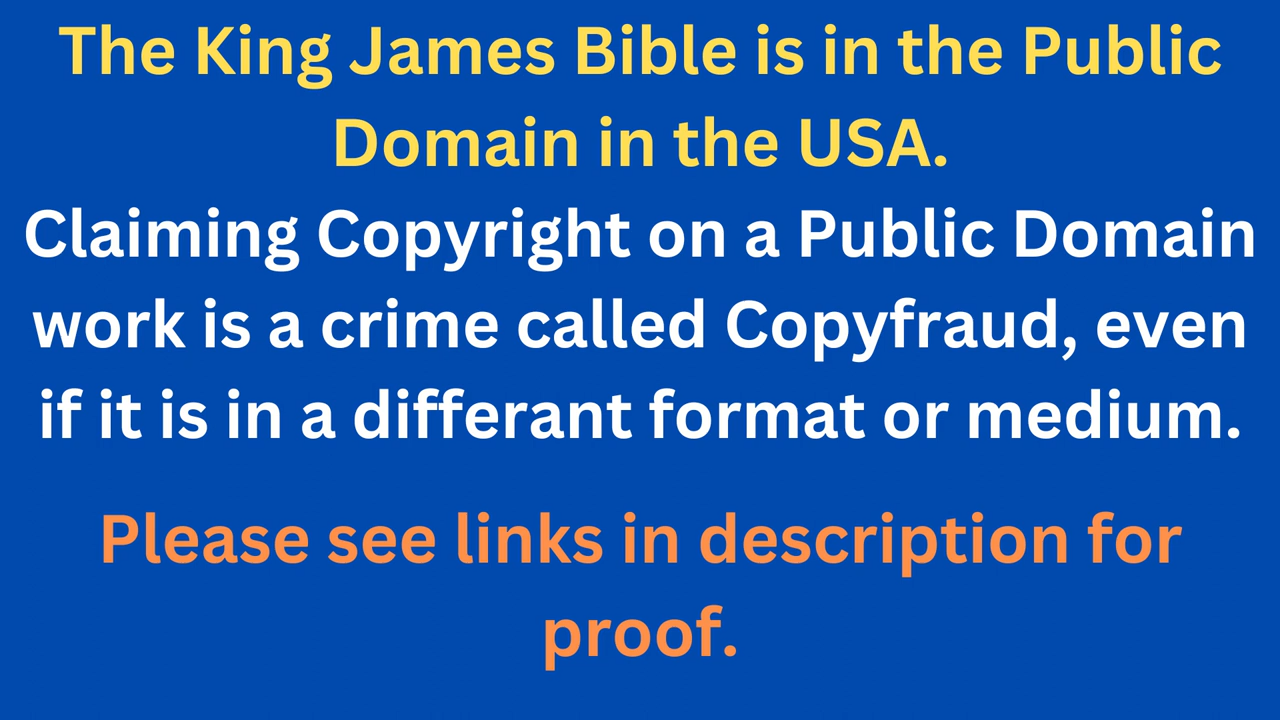 The King James Bible is in the Public
Domain in the USA.
Claiming Copyright on a Public Domain
work is a crime called Copyfraud, even
if it is in a differant format or medium.
Please see links in description for
proof.